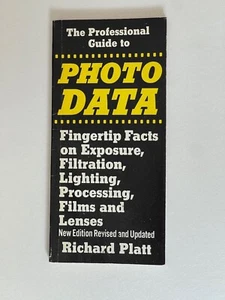 The Professional
Guide to
PHOTO
DATA
Fingertip Facts
on Exposure,
Filtration,
Lighting,
Processing,
Films and
Lenses
New Edition Revised and Updated
Richard Platt